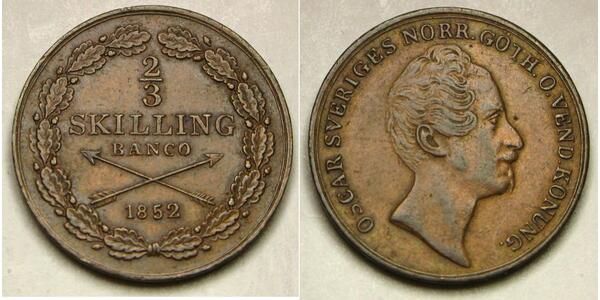 2
3
SKILLING
BANCO
1852
OSCAR SVERIGES NORR. GÖTH. O. VEND. KONUNG.